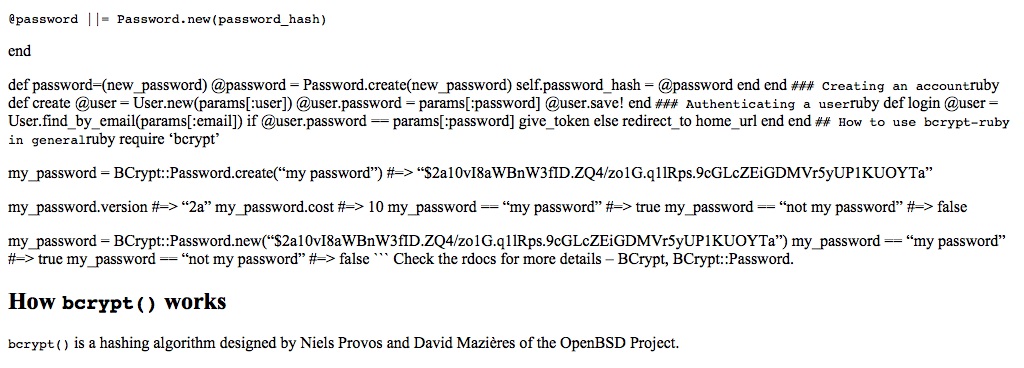 @password ||= Password.new(password_hash)
end
def password=(new_password) @password = Password.create(new_password) self.password_hash = @password end end ### Creating an accountruby
def create @user = User.new(params[:user]) @user.password = params[:password] @user.save! end ### Authenticating a userruby def login @user =
User.find_by_email(params[:email]) if @user.password == params[:password] give_token else redirect_to home_url end end ## How to use bcrypt-ruby
in generalruby require ‘bcrypt’
my_password = BCrypt::Password.create(“my password”) #=> “$2a10vI8aWBnW3fID.ZQ4/zo1G.q1lRps.9cGLcZEiGDMVr5yUP1KUOYTa”
my_password.version #=> “2a” my_password.cost #=> 10 my_password == “my password” #=> true my_password == “not my password” #=> false
my_password = BCrypt::Password.new(“$2a10vI8aWBnW3fID.ZQ4/zo1G.q1lRps.9cGLcZEiGDMVr5yUP1KUOYTa”) my_password == “my password”
#=> true my_password == “not my password” #=> false ``` Check the rdocs for more details – BCrypt, BCrypt::Password.
How bcrypt() works
bcrypt() is a hashing algorithm designed by Niels Provos and David Mazières of the OpenBSD Project.